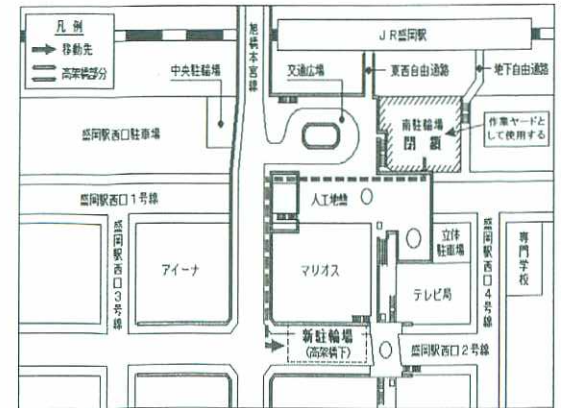 凡例
移動先
高架橋部分
旭橋本宮線
JR盛岡駅
中央駐輪場
交通広場
東西自由通路
地下自由通路
盛岡駅西口駐車場
南駐輪場
閉鎖
作業ヤードと
して使用する
盛岡駅西口1号線
人工地盤
盛岡駅西口3号線
アイーナ
マリオス
立体
駐車場
盛岡駅西口4号線
専門学校
テレビ局
新駐輪場
(高架橋下)
盛岡駅西口2号線